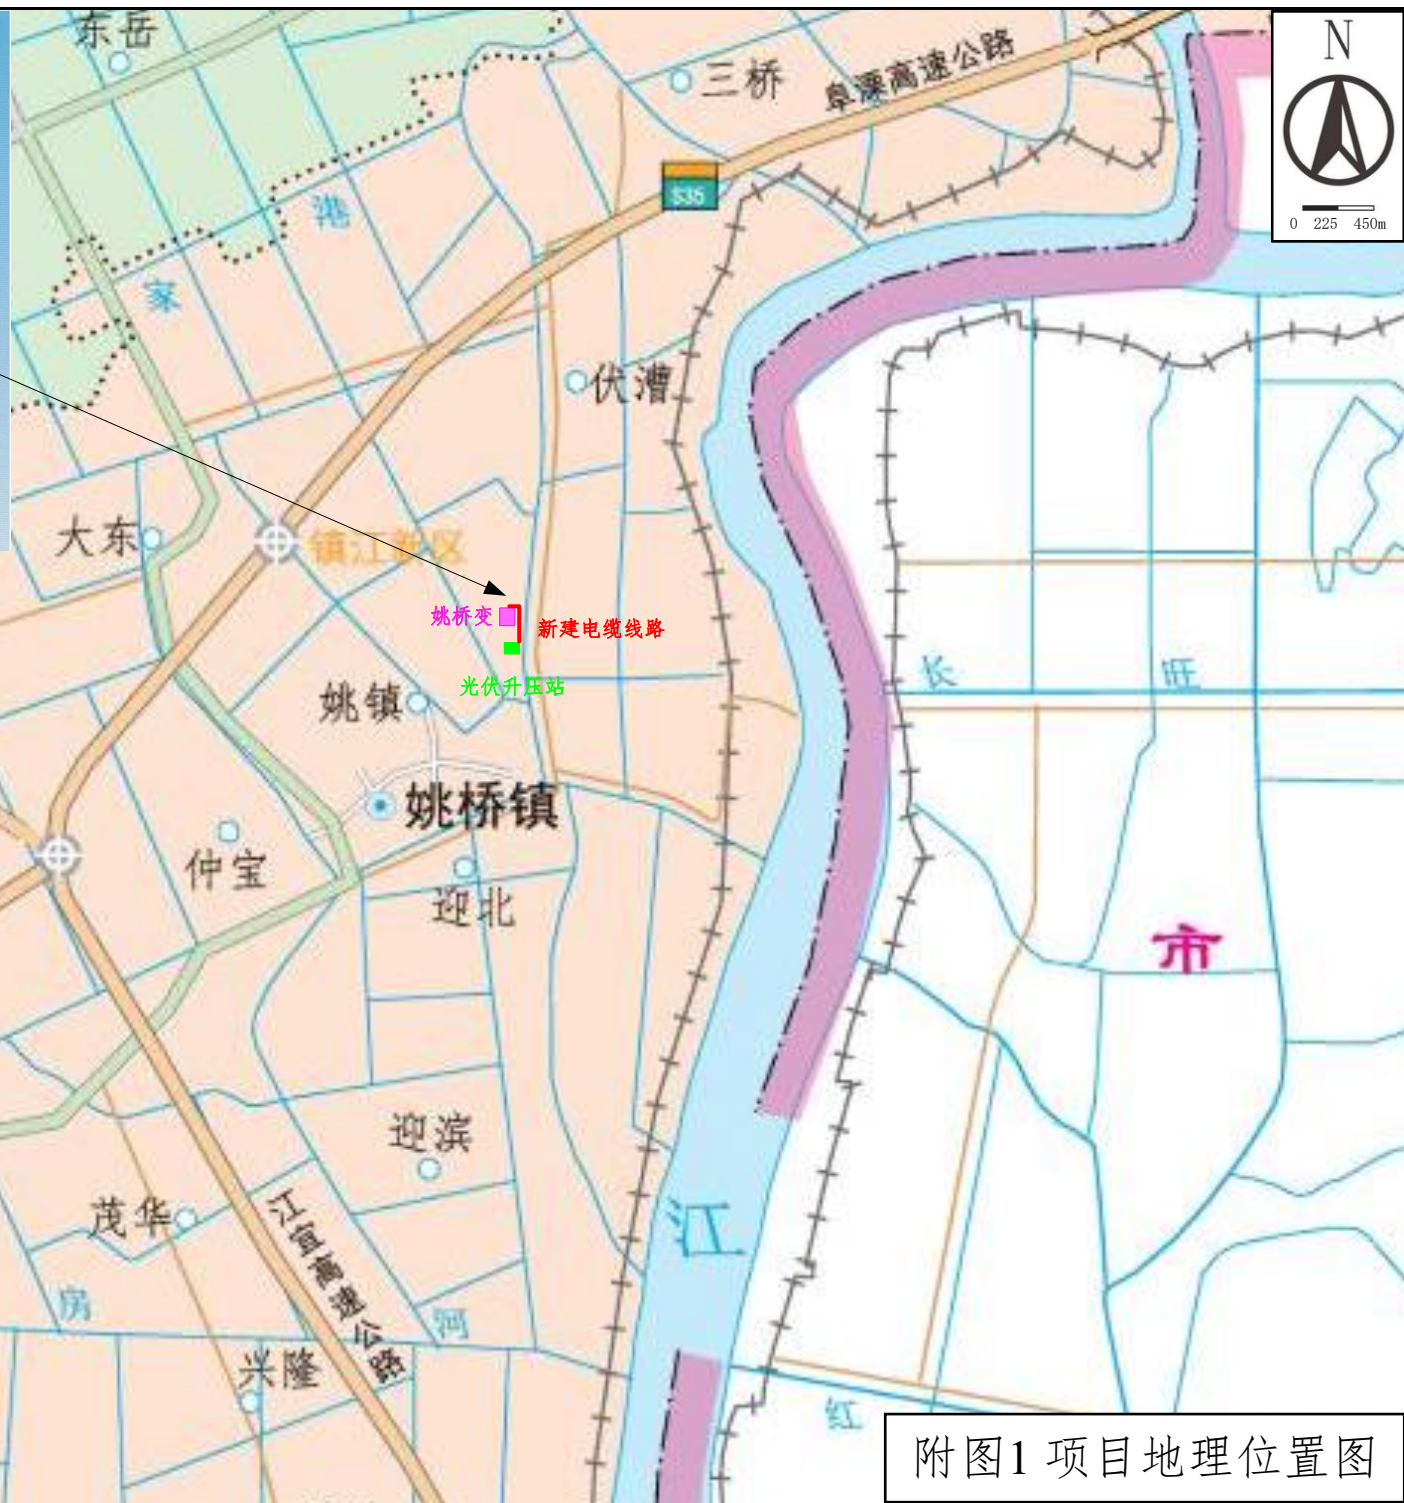 东岳
三桥
阜溧高速公路
N
0 225 450m
S35
港
家
伏漕
大东
镇江新区
姚桥变
新建电缆线路
光伏升压站
长
旺
姚镇
姚桥镇
仲宝
迎北
市
迎滨
茂华
江宜高速公路
江
房
河
兴隆
红
附图1 项目地理位置图